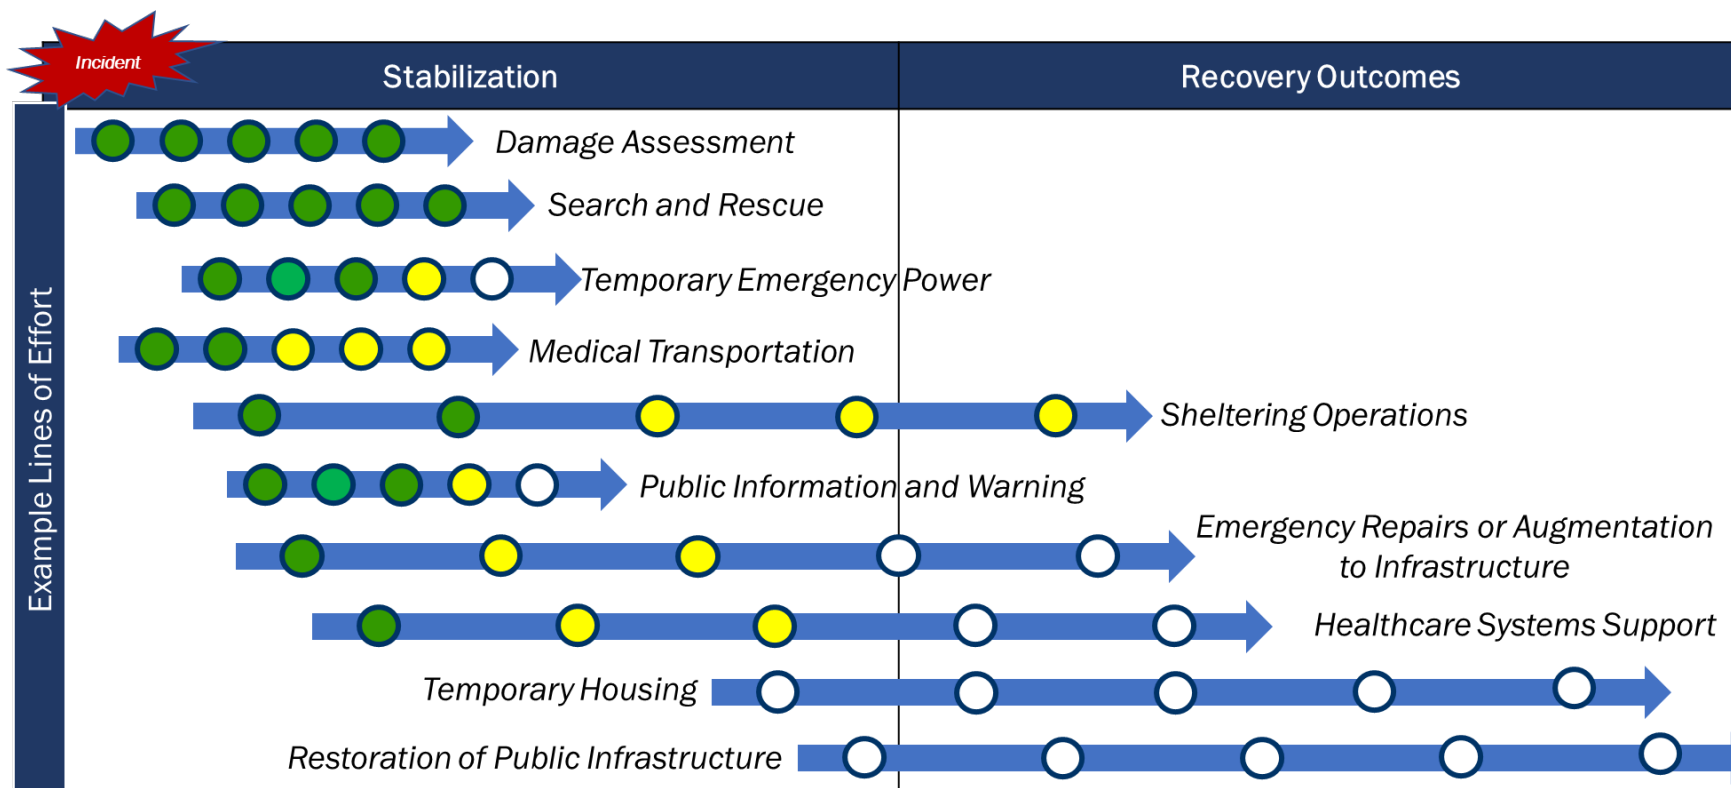 Incident
Stabilization
Recovery Outcomes
Example Lines of Effort
Damage Assessment
Search and Rescue
Temporary Emergency Power
Medical Transportation
Sheltering Operations
Public Information and Warning
Emergency Repairs or Augmentation
to Infrastructure
Healthcare Systems Support
Temporary Housing
Restoration of Public Infrastructure